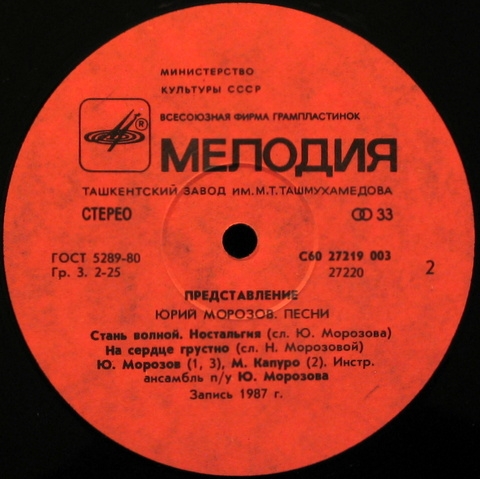 МИНИСТЕРСТВО
КУЛЬТУРЫ СССР
ВСЕСОЮЗНАЯ ФИРМА ГРАМПЛАСТИНОК
®
МЕЛОДИЯ
ТАШКЕНТСКИЙ ЗАВОД ИМ.М.Т.ТАШМУХАМЕДОВА
СТЕРЕО 33
ГОСТ 5289-80 С60 27219 003
Гр. 3. 2-25 27220 2
ПРЕДСТАВЛЕНИЕ
ЮРИЙ МОРОЗОВ. ПЕСНИ
Стань волной. Ностальгия (сл. Ю. Морозова)
На сердце грустно (сл. Н. Морозовой)
Ю. Морозов (1, 3), М. Капуро (2). Инстр.
ансамбль п/у Ю. Морозова
Запись 1987 г.